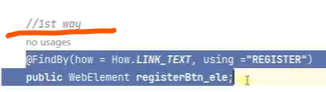 //1st way
no usages
@FindBy(how = How.LINK_TEXT, using ="REGISTER")
public WebElement registerBtn_ele;